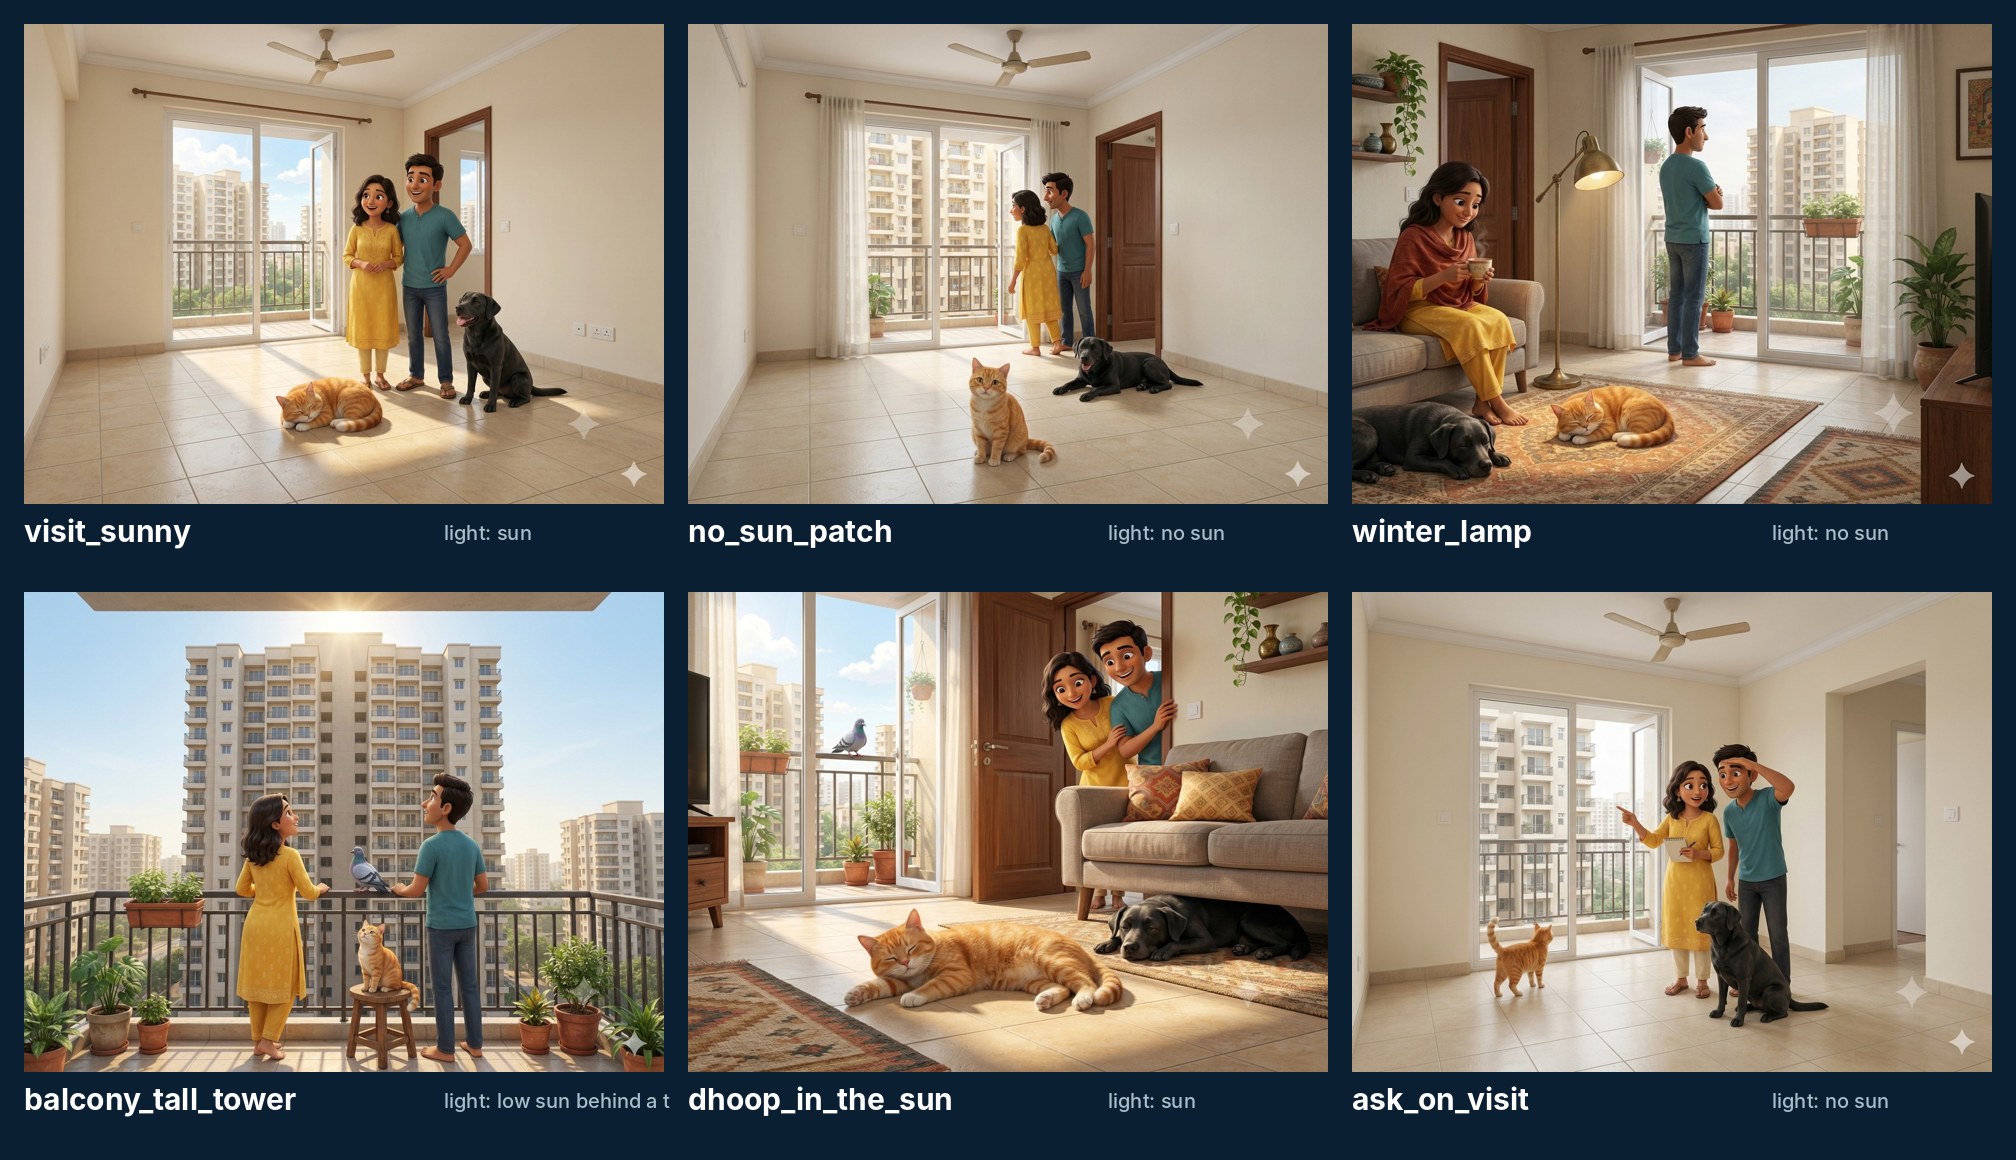 visit_sunny
light: sun
no_sun_patch
light: no sun
winter_lamp
light: no sun
balcony_tall_tower
light: low sun behind a t
dhoop_in_the_sun
light: sun
ask_on_visit
light: no sun